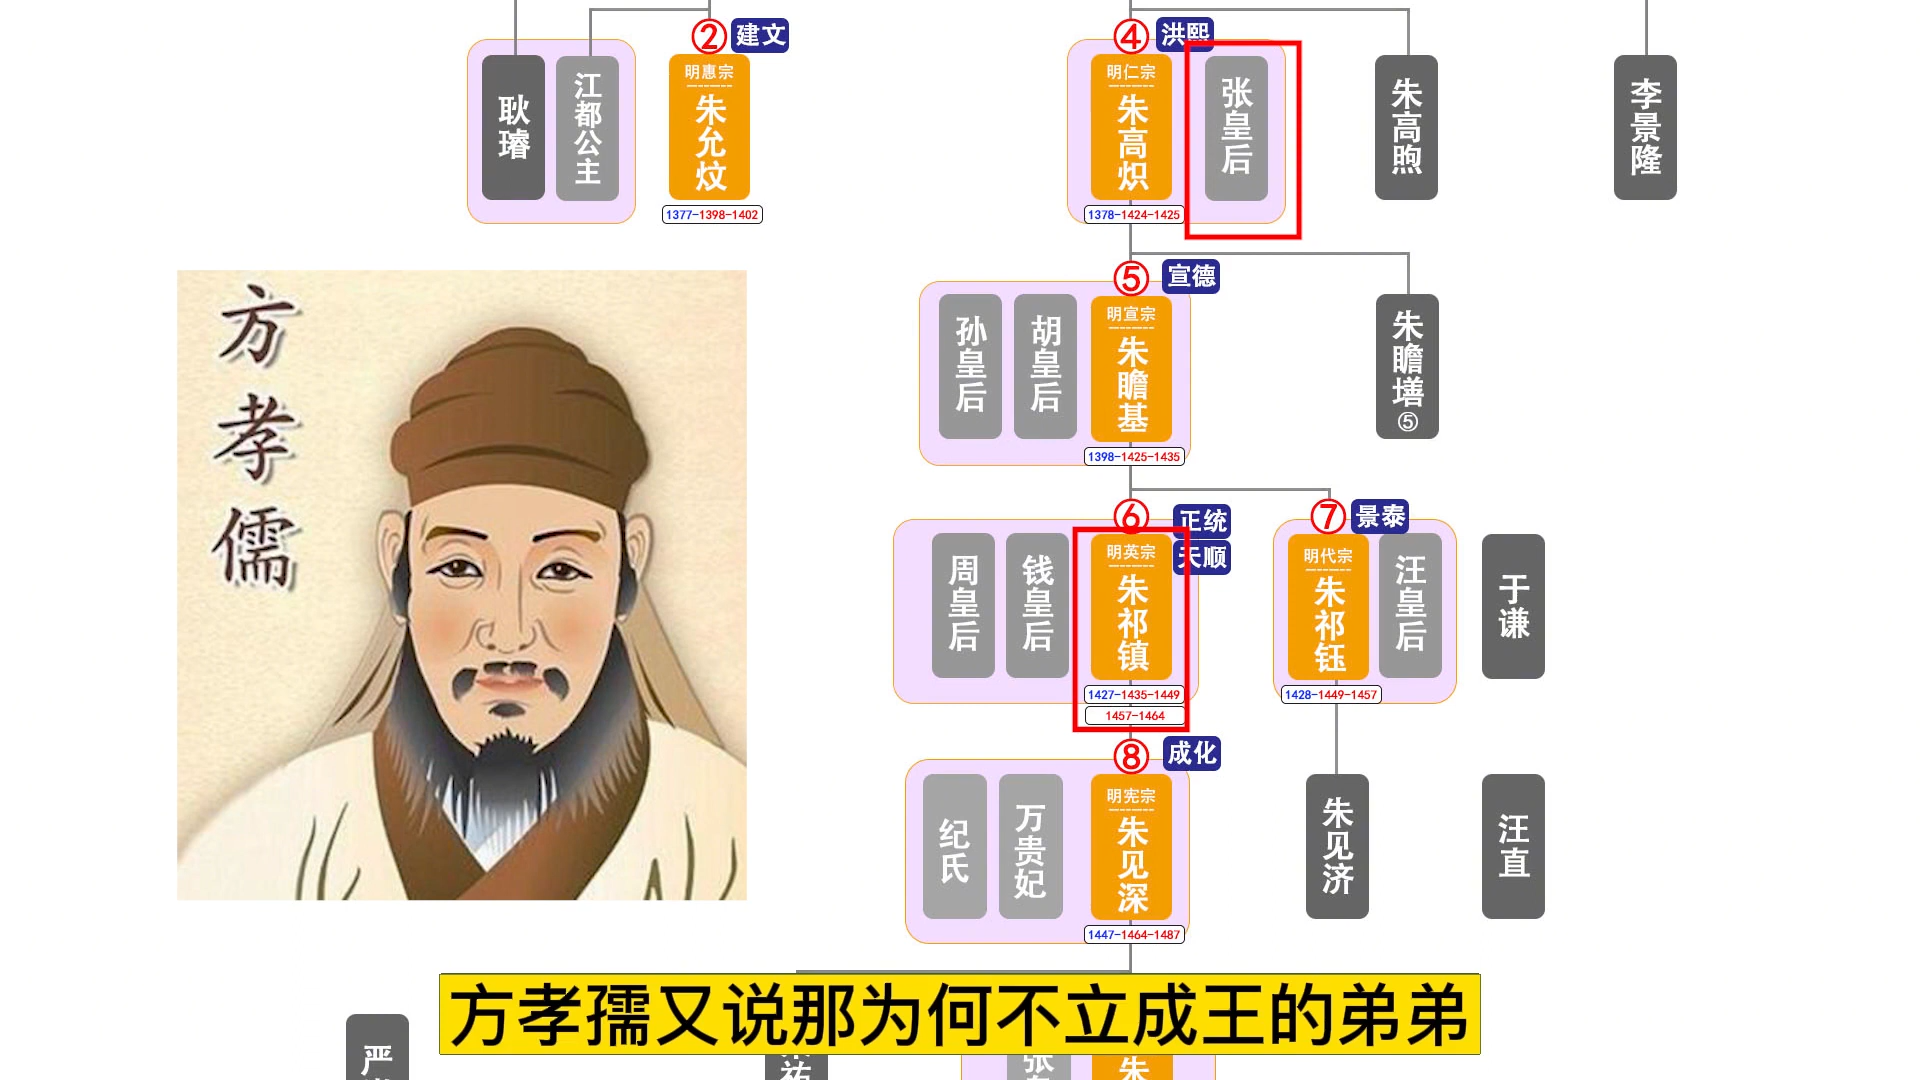 ② 建文
④ 洪熙
耿璿
江都公主
明惠宗
朱允炆
1377-1398-1402
明仁宗
朱高炽
1378-1424-1425
张皇后
朱高煦
李景隆
方孝儒
⑤ 宣德
孙皇后
胡皇后
明宣宗
朱瞻基
1398-1425-1435
朱瞻墡⑤
⑥ 正统
天顺
周皇后
钱皇后
明英宗
朱祁镇
1427-1435-1449
1457-1464
⑦ 景泰
明代宗
朱祁钰
1428-1449-1457
汪皇后
于谦
⑧ 成化
纪氏
万贵妃
明宪宗
朱见深
1447-1464-1487
朱见济
汪直
方孝孺又说那为何不立成王的弟弟
严
祐
张
朱